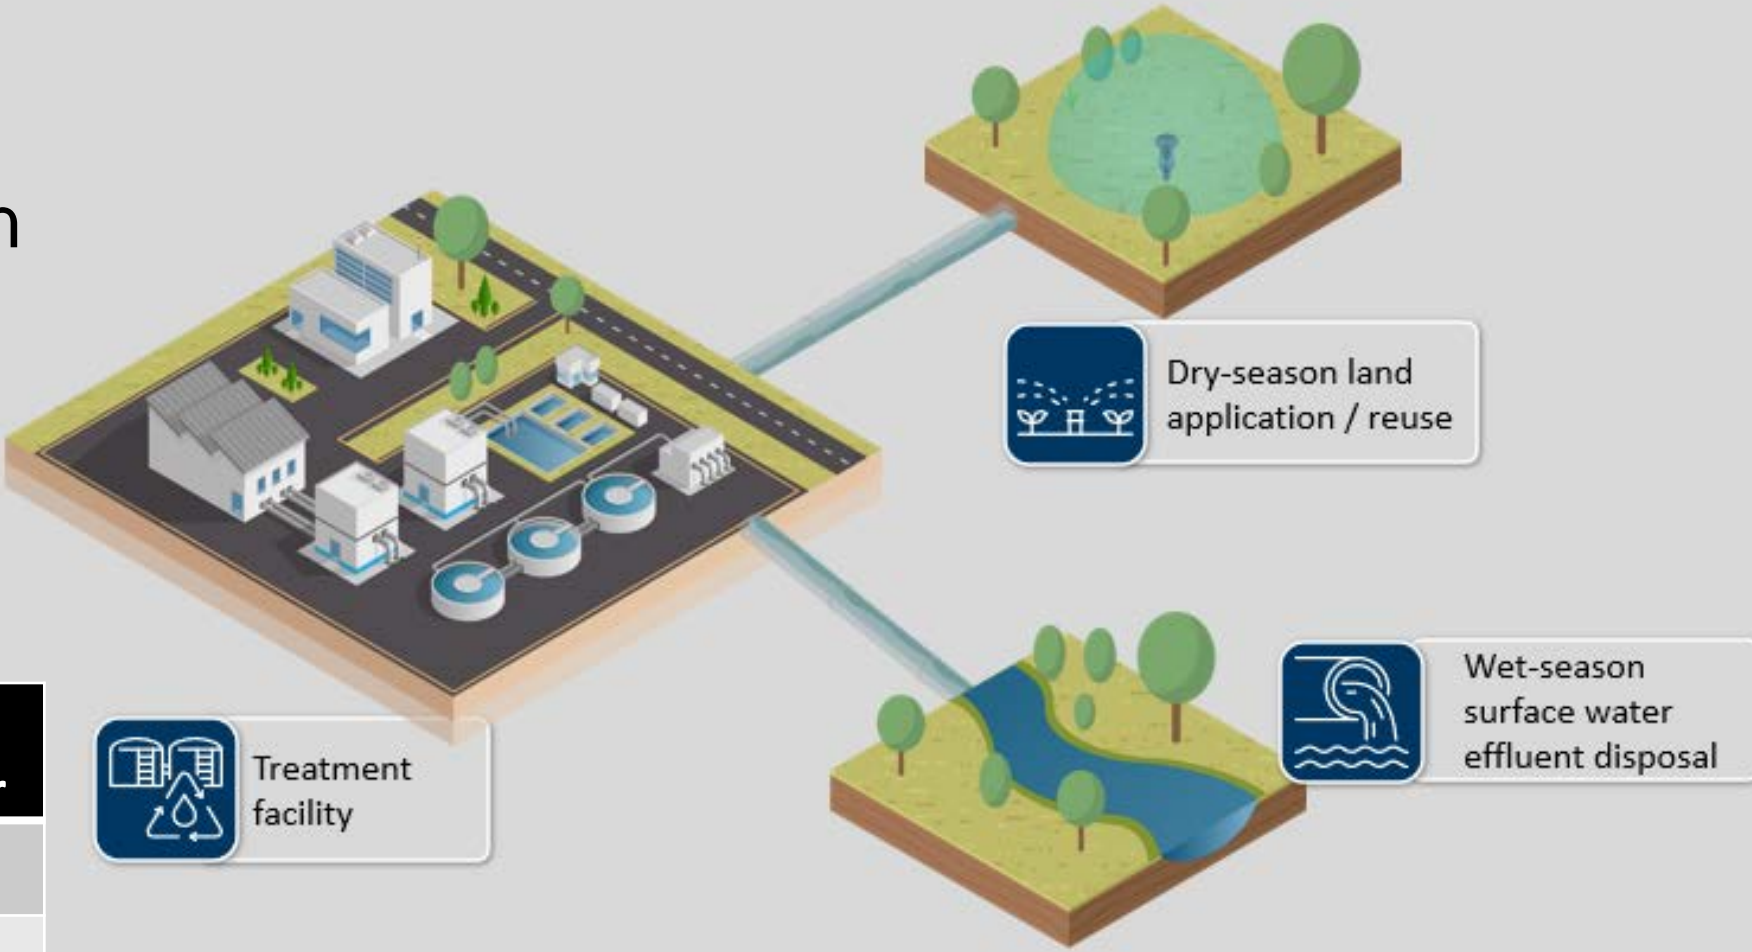 n
Dry-season land
application / reuse
Wet-season
surface water
effluent disposal
Treatment
facility